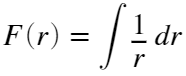 F(r) = ∫ 1/r dr